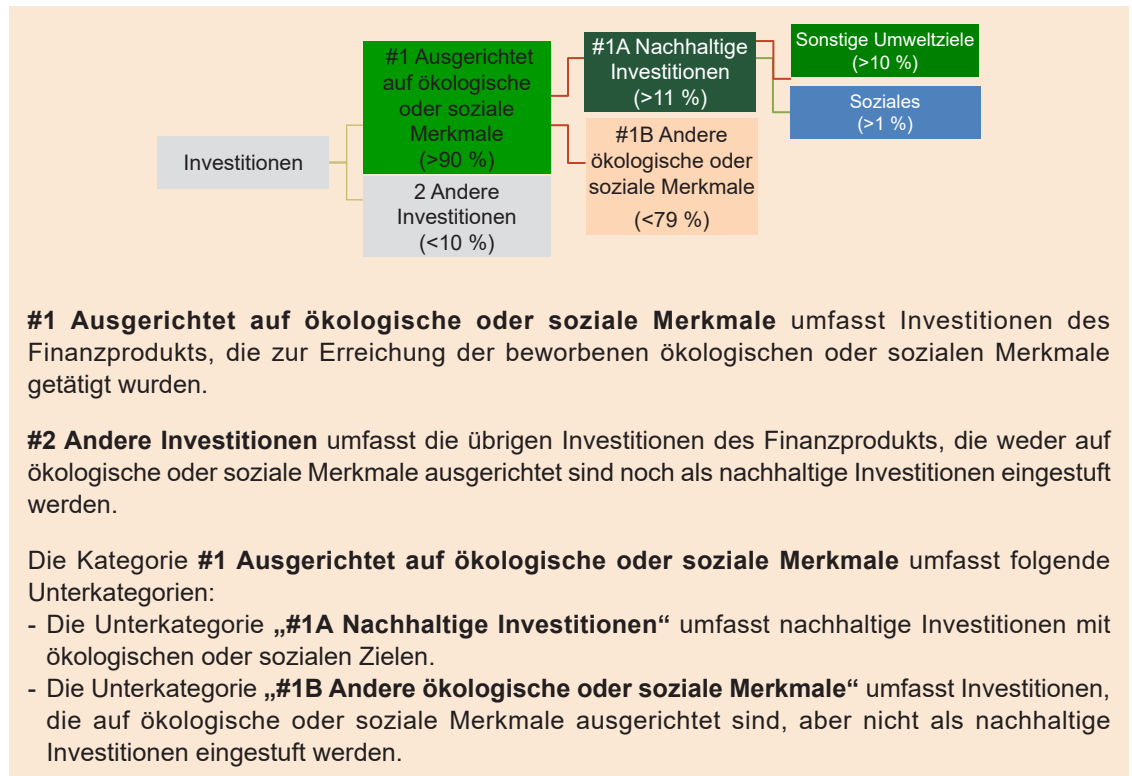 Investitionen
#1 Ausgerichtet
auf ökologische
oder soziale
Merkmale
(>90 %)
2 Andere
Investitionen
(<10 %)
#1A Nachhaltige
Investitionen
(>11 %)
#1B Andere
ökologische oder
soziale Merkmale
(<79 %)
Sonstige Umweltziele
(>10 %)
Soziales
(>1 %)
#1 Ausgerichtet auf ökologische oder soziale Merkmale umfasst Investitionen des
Finanzprodukts, die zur Erreichung der beworbenen ökologischen oder sozialen Merkmale
getätigt wurden.
#2 Andere Investitionen umfasst die übrigen Investitionen des Finanzprodukts, die weder auf
ökologische oder soziale Merkmale ausgerichtet sind noch als nachhaltige Investitionen eingestuft
werden.
Die Kategorie #1 Ausgerichtet auf ökologische oder soziale Merkmale umfasst folgende
Unterkategorien:
- Die Unterkategorie „#1A Nachhaltige Investitionen“ umfasst nachhaltige Investitionen mit
ökologischen oder sozialen Zielen.
- Die Unterkategorie „#1B Andere ökologische oder soziale Merkmale“ umfasst Investitionen,
die auf ökologische oder soziale Merkmale ausgerichtet sind, aber nicht als nachhaltige
Investitionen eingestuft werden.